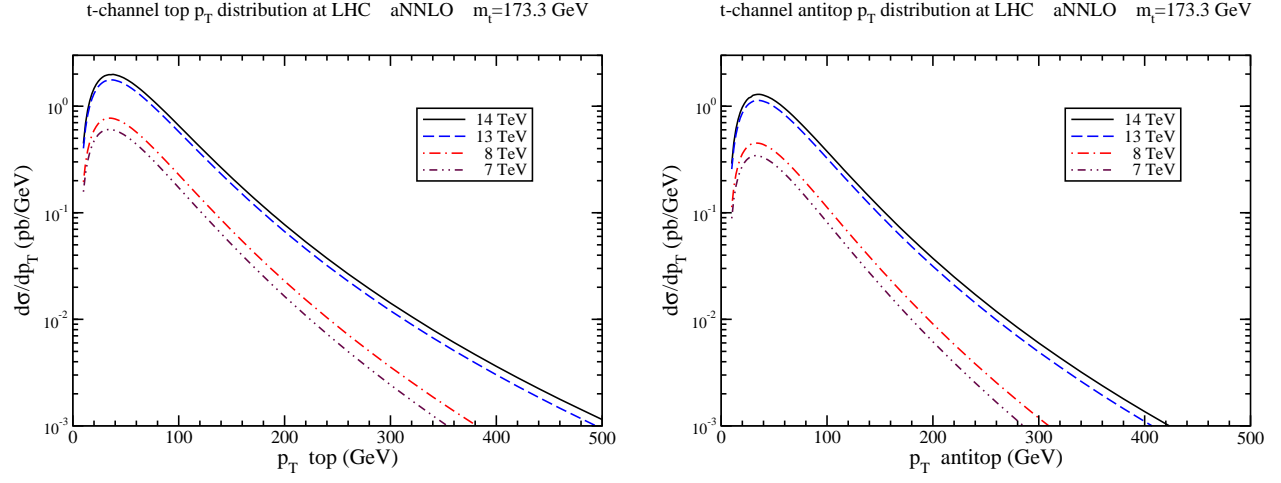 t-channel top p_T distribution at LHC aNNLO m_t=173.3 GeV
10^0
10^-1
10^-2
10^-3
dσ/dp_T (pb/GeV)
14 TeV
13 TeV
8 TeV
7 TeV
0 100 200 300 400 500
p_T top (GeV)
t-channel antitop p_T distribution at LHC aNNLO m_t=173.3 GeV
10^0
10^-1
10^-2
10^-3
dσ/dp_T (pb/GeV)
14 TeV
13 TeV
8 TeV
7 TeV
0 100 200 300 400 500
p_T antitop (GeV)